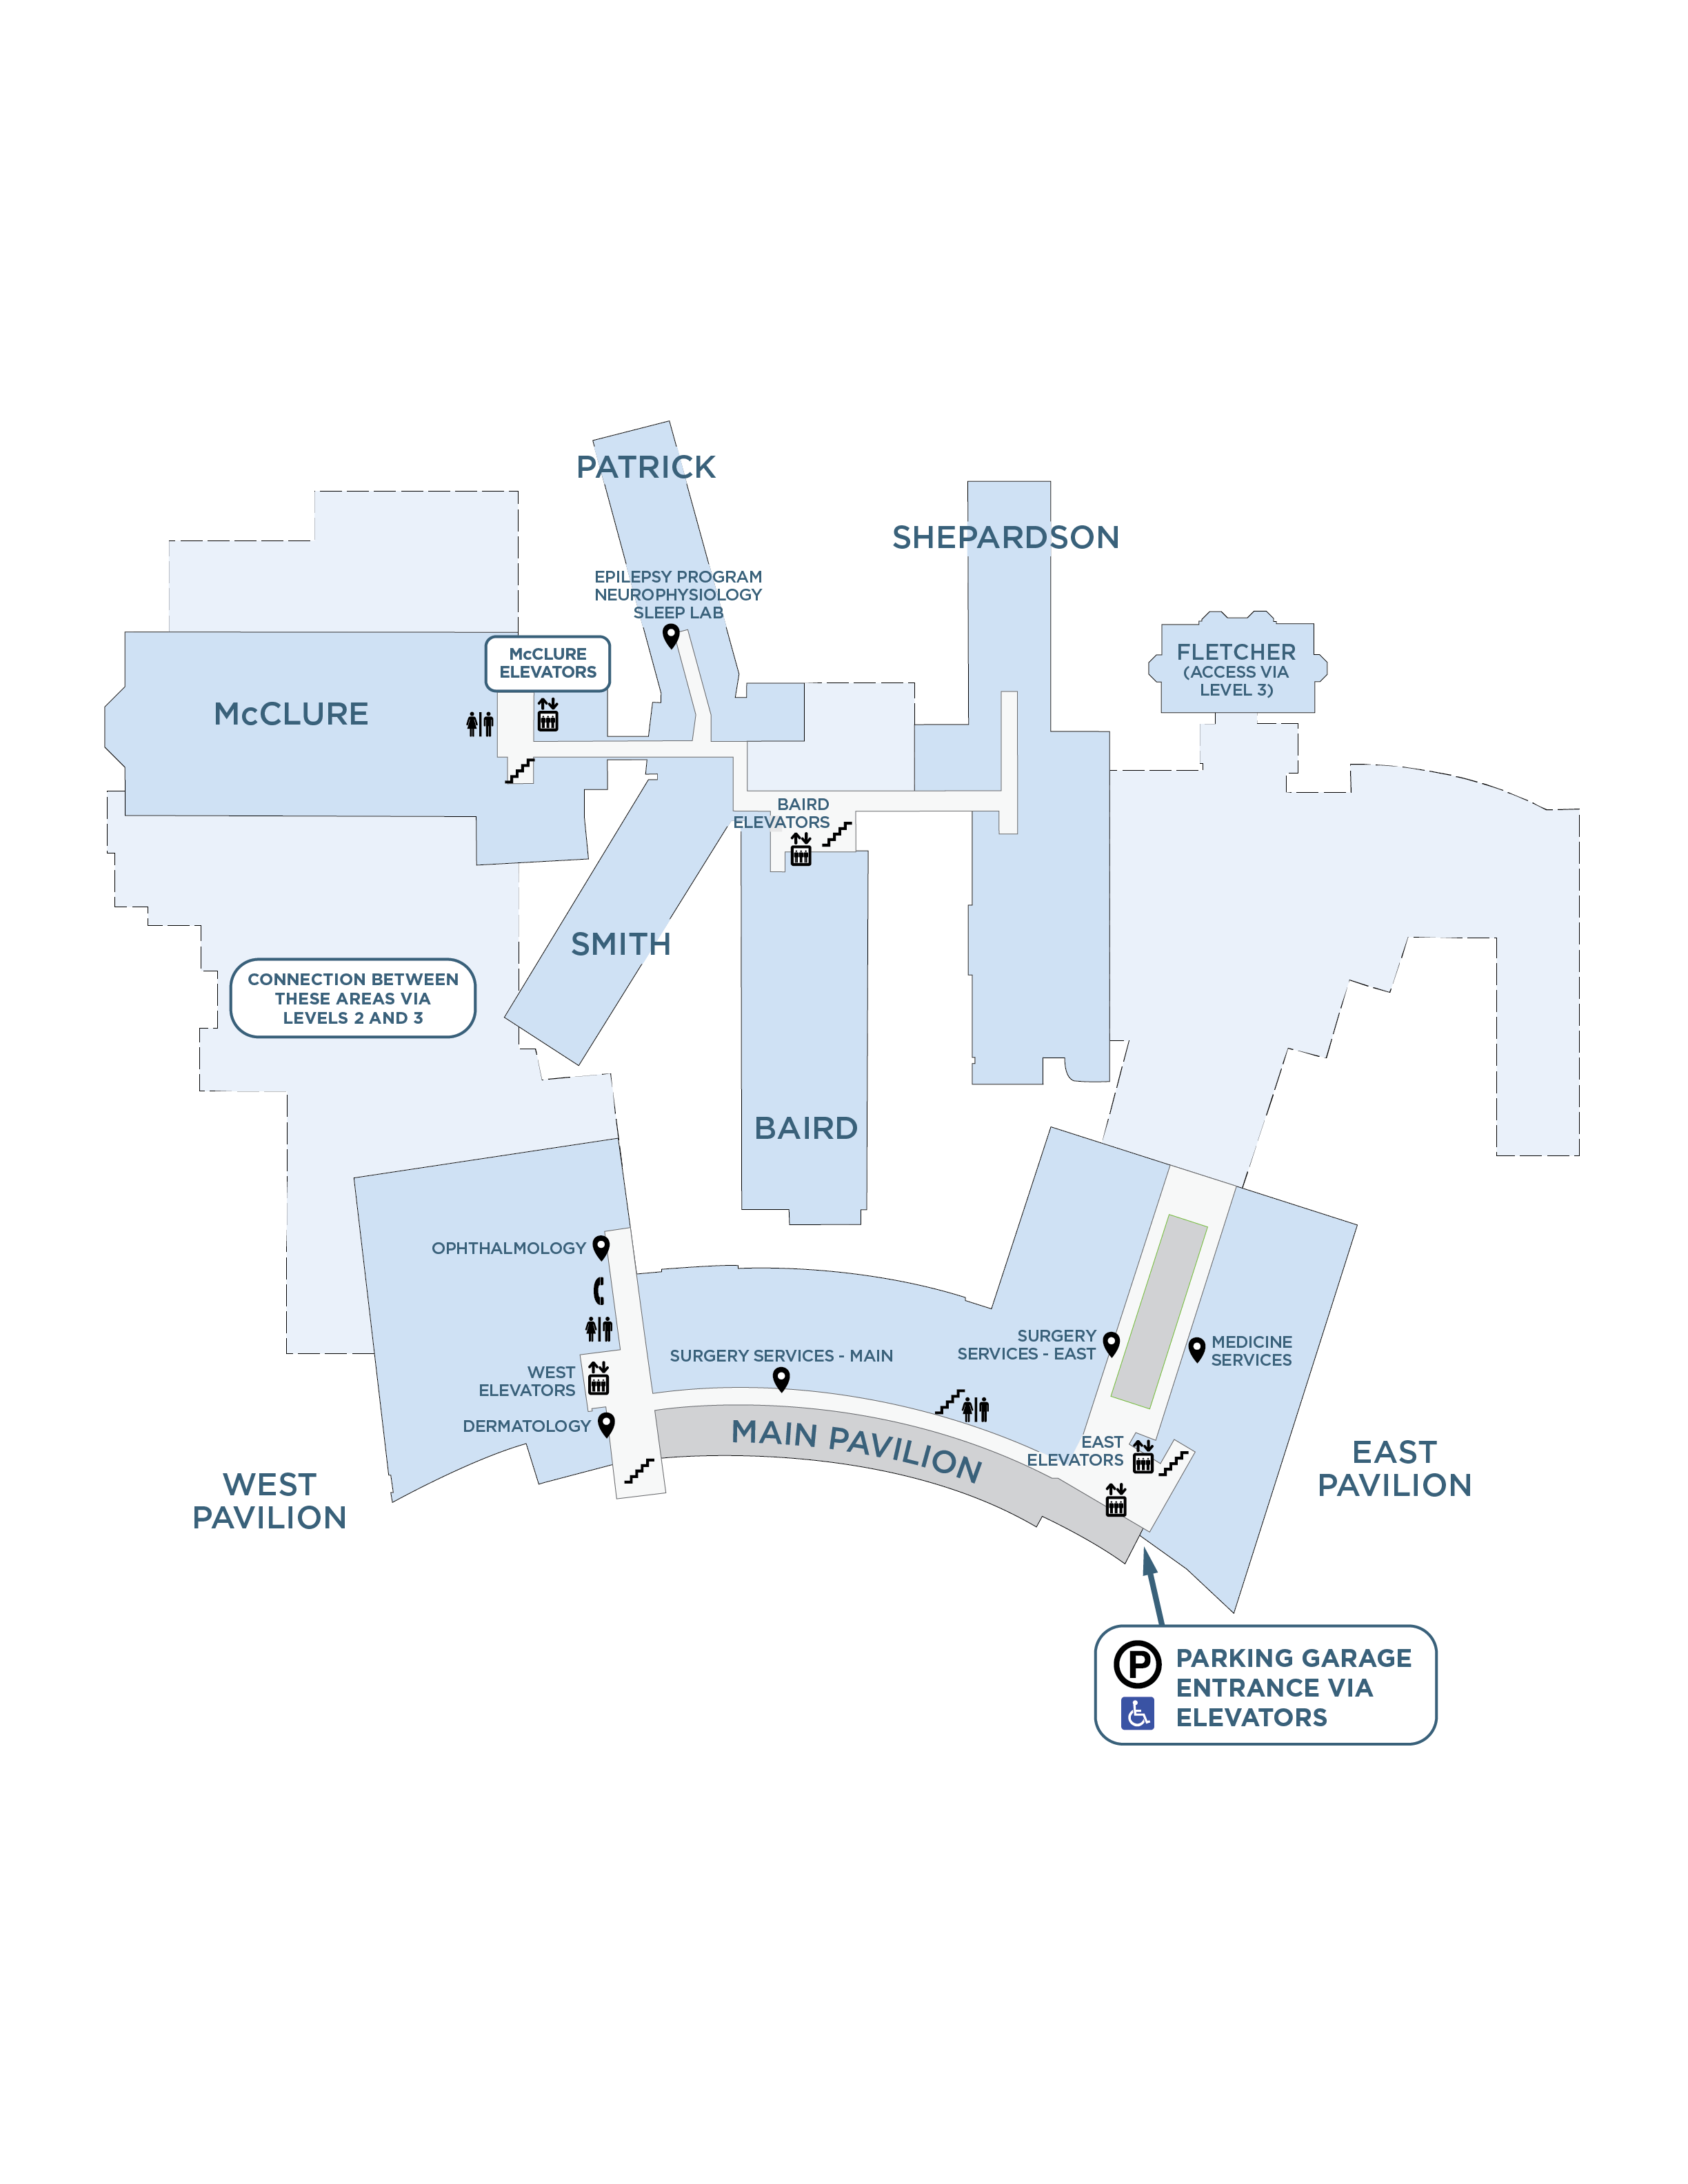 PATRICK
SHEPARDSON
EPILEPSY PROGRAM
NEUROPHYSIOLOGY
SLEEP LAB
McCLURE
ELEVATORS
FLETCHER
(ACCESS VIA
LEVEL 3)
McCLURE
BAIRD
ELEVATORS
SMITH
CONNECTION BETWEEN
THESE AREAS VIA
LEVELS 2 AND 3
BAIRD
OPHTHALMOLOGY
SURGERY
SERVICES - EAST
MEDICINE
SERVICES
SURGERY SERVICES - MAIN
WEST
ELEVATORS
DERMATOLOGY
MAIN PAVILION
EAST
ELEVATORS
EAST
PAVILION
WEST
PAVILION
P
PARKING GARAGE
ENTRANCE VIA
ELEVATORS